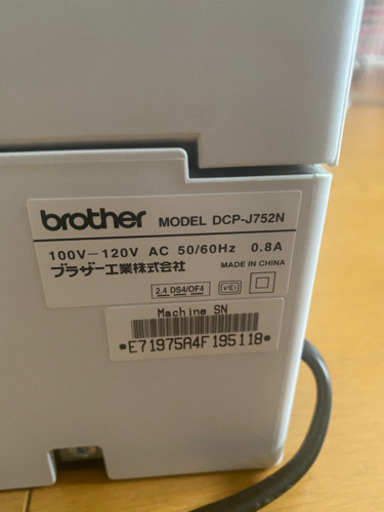 brother MODEL DCP-J752N
100V-120V AC 50/60Hz 0.8A
ブラザー工業株式会社 MADE IN CHINA
2.4 DS4/OF4
Machine SN
•E71975A4F195118•